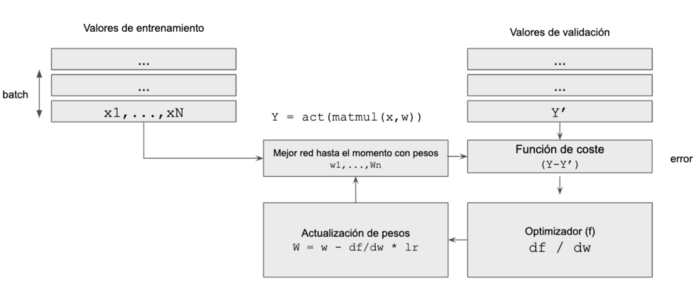 Valores de entrenamiento
Valores de validación
...
...
batch
...
...
x1,...,xN
Y = act(matmul(x,w))
Y’
Mejor red hasta el momento con pesos
w1,...,Wn
Función de coste
(Y-Y’)
error
Actualización de pesos
W = w - df/dw * lr
Optimizador (f)
df / dw